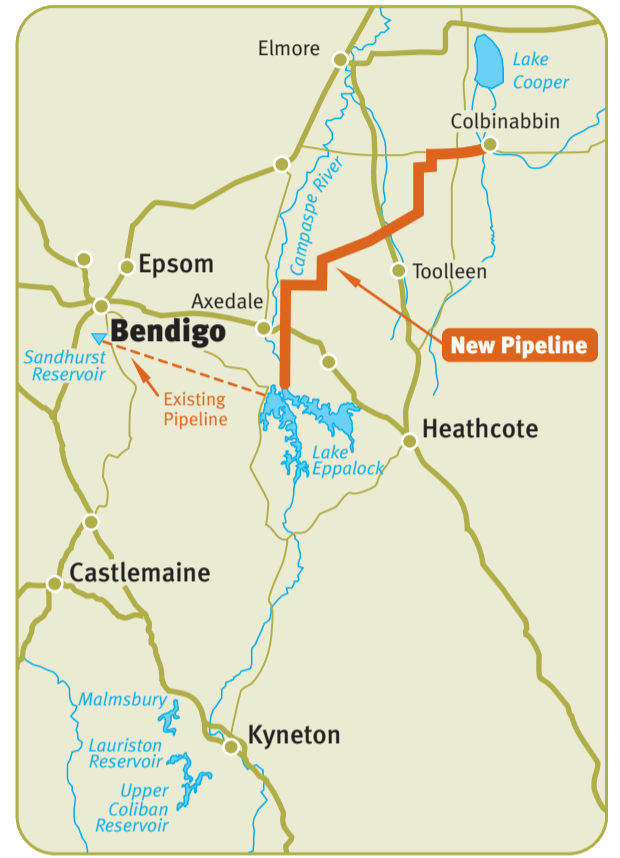 Elmore
Lake
Cooper
Colbinabbin
Campaspe River
Epsom
Toolleen
Axedale
Bendigo
New Pipeline
Sandhurst
Reservoir
Existing
Pipeline
Heathcote
Lake
Eppalock
Castlemaine
Malmsbury
Kyneton
Lauriston
Reservoir
Upper
Coliban
Reservoir